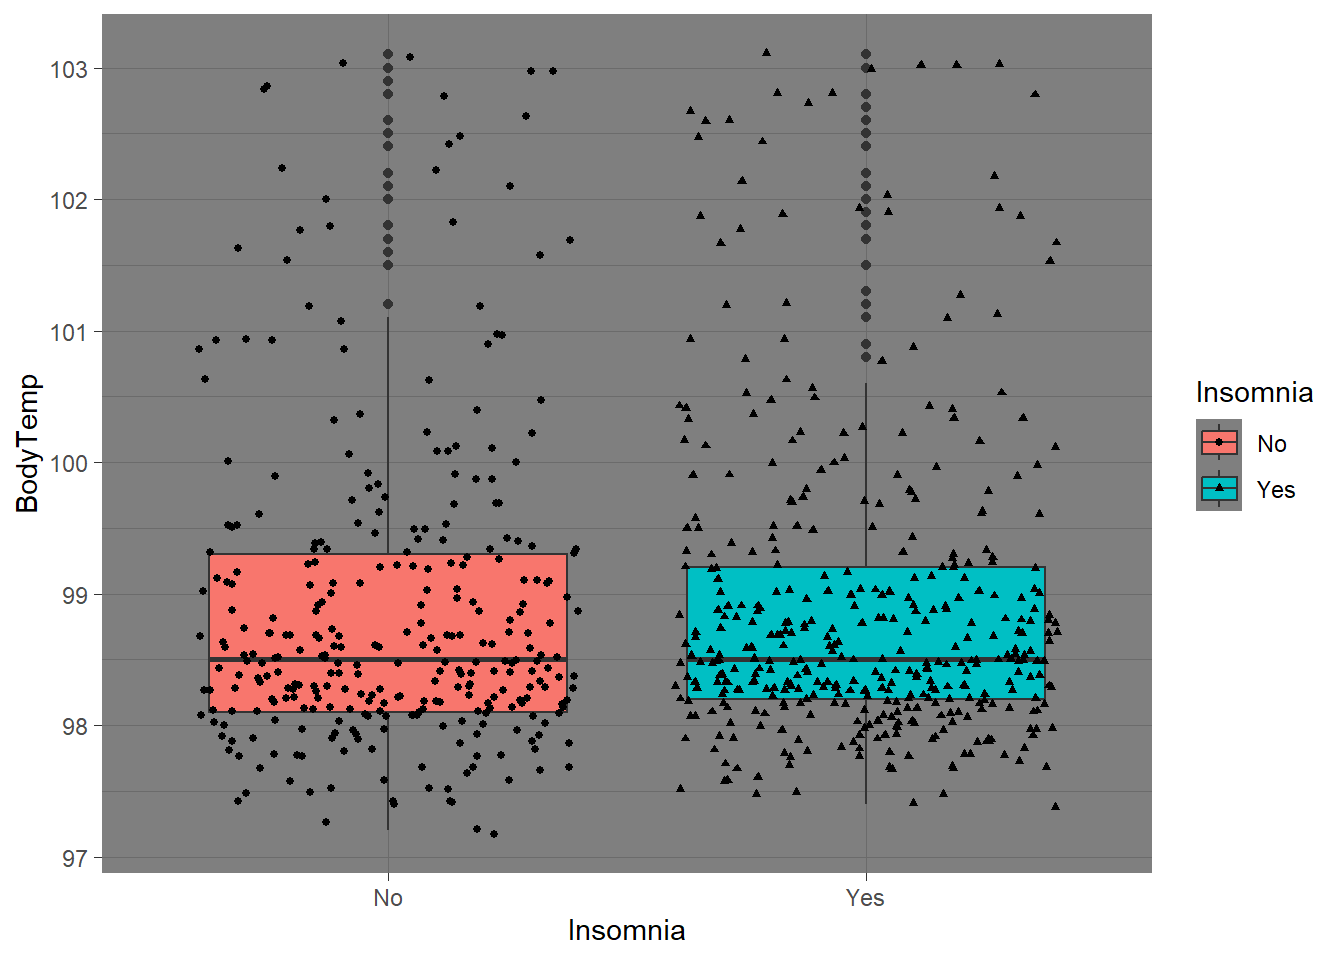 103
102
101
100
99
98
97
BodyTemp
No
Yes
Insomnia
Insomnia
No
Yes